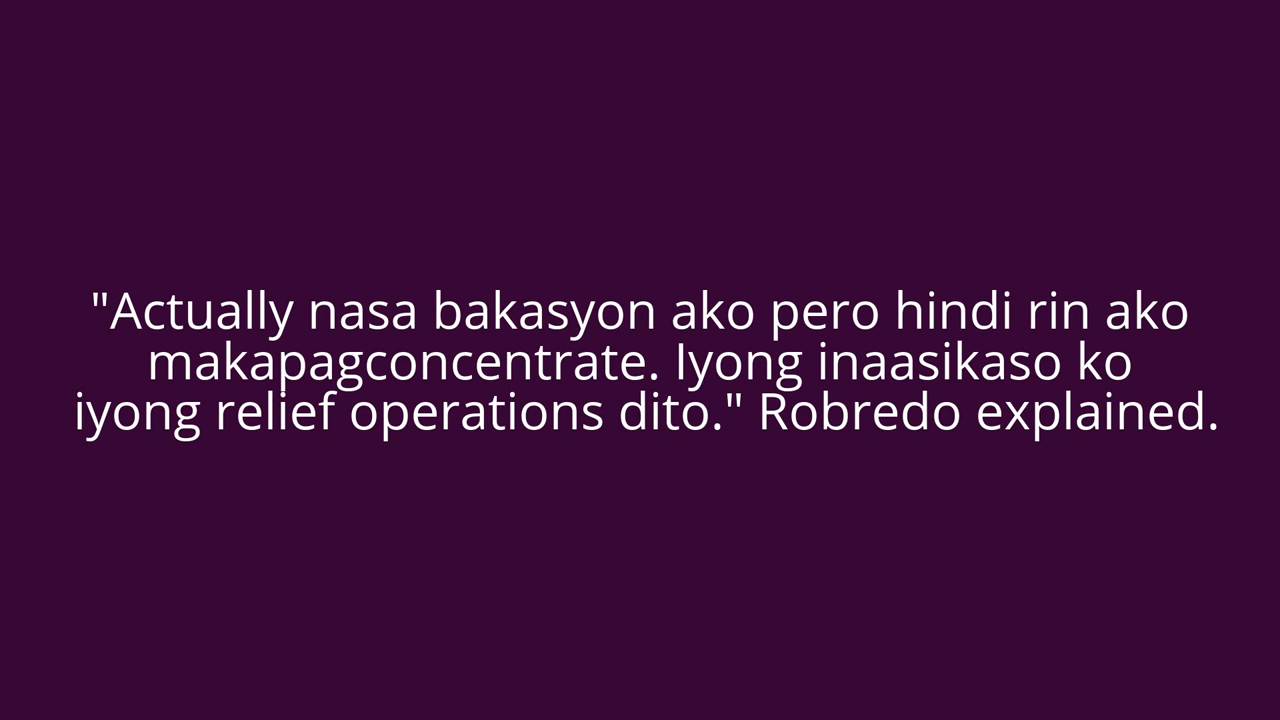 "Actually nasa bakasyon ako pero hindi rin ako
makapagconcentrate. Iyong inaasikaso ko
iyong relief operations dito." Robredo explained.